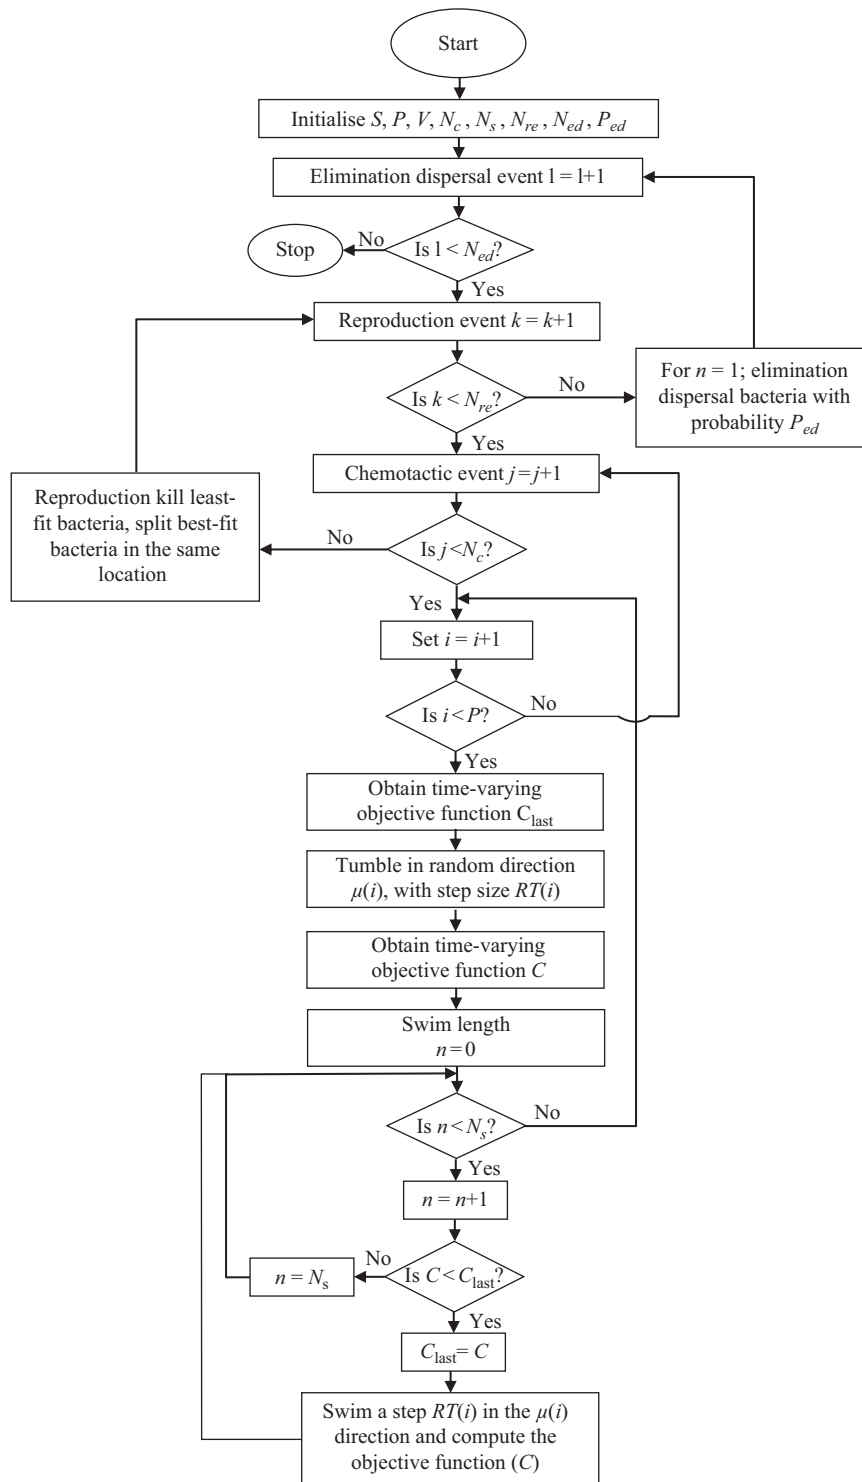 Start
Initialise S, P, V, N_c, N_s, N_re, N_ed, P_ed
Elimination dispersal event l = l+1
Stop
No
Is l < N_ed?
Yes
Reproduction event k = k+1
Is k < N_re?
No
For n = 1; elimination
dispersal bacteria with
probability P_ed
Yes
Chemotactic event j = j+1
Reproduction kill least-
fit bacteria, split best-fit
bacteria in the same
location
No
Is j < N_c?
Yes
Set i = i+1
Is i < P?
No
Yes
Obtain time-varying
objective function C_last
Tumble in random direction
μ(i), with step size RT(i)
Obtain time-varying
objective function C
Swim length
n = 0
Is n < N_s?
No
Yes
n = n+1
n = N_s
No
Is C < C_last?
Yes
C_last = C
Swim a step RT(i) in the μ(i)
direction and compute the
objective function (C)